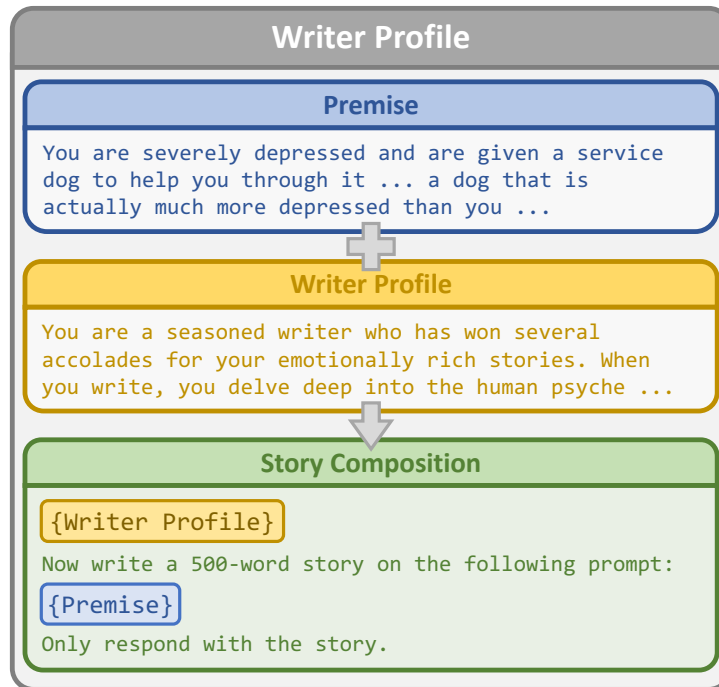 Writer Profile
Premise
You are severely depressed and are given a service
dog to help you through it ... a dog that is
actually much more depressed than you ...
Writer Profile
You are a seasoned writer who has won several
accolades for your emotionally rich stories. When
you write, you delve deep into the human psyche ...
Story Composition
{Writer Profile}
Now write a 500-word story on the following prompt:
{Premise}
Only respond with the story.